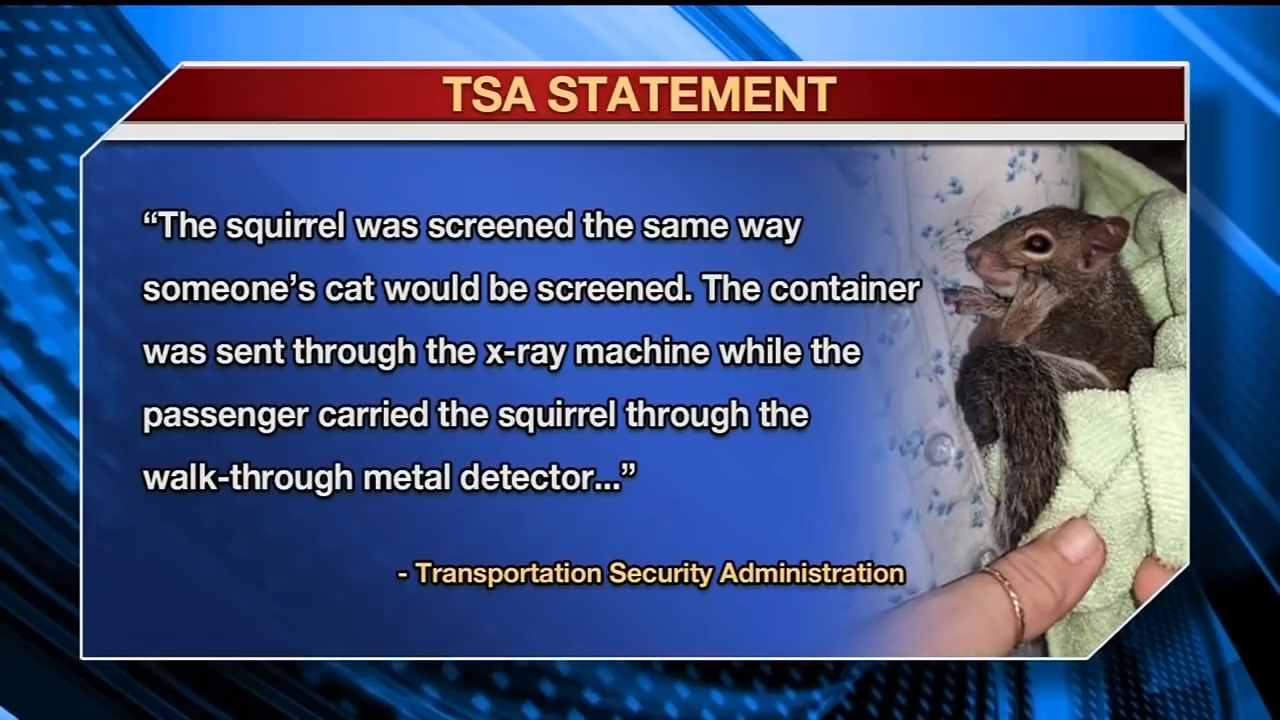 TSA STATEMENT
“The squirrel was screened the same way
someone’s cat would be screened. The container
was sent through the x-ray machine while the
passenger carried the squirrel through the
walk-through metal detector...”
- Transportation Security Administration